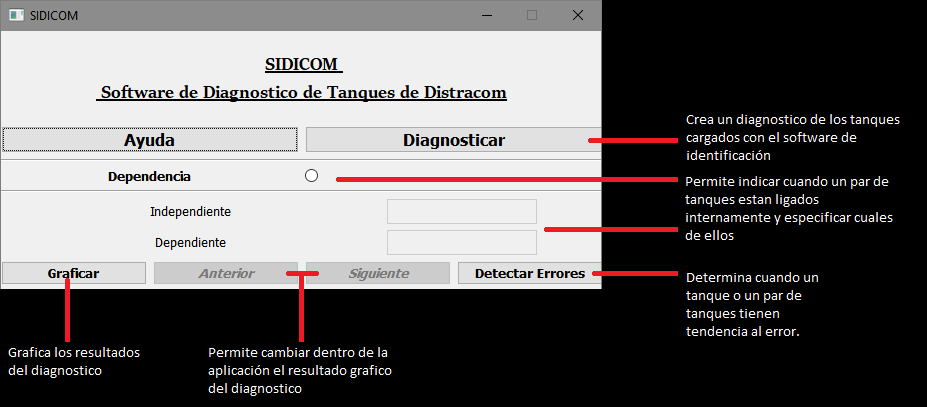 SIDICOM
SIDICOM
Software de Diagnostico de Tanques de Distracom
Ayuda
Diagnosticar
Crea un diagnostico de los tanques
cargados con el software de
identificación
Dependencia
Permite indicar cuando un par de
tanques estan ligados
internamente y especificar cuales
de ellos
Independiente
Dependiente
Graficar
Anterior
Siguiente
Detectar Errores
Determina cuando un
tanque o un par de
tanques tienen
tendencia al error.
Grafica los resultados
del diagnostico
Permite cambiar dentro de la
aplicación el resultado grafico
del diagnostico